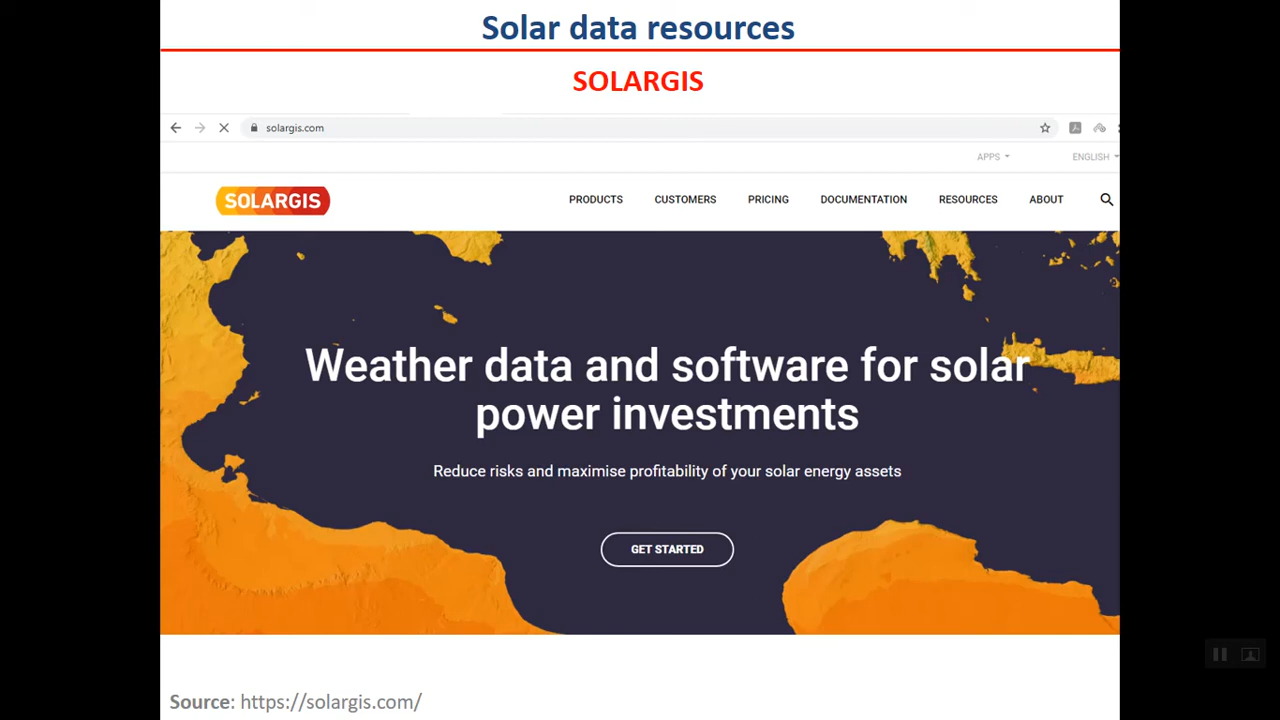 Solar data resources
SOLARGIS
solargis.com
APPS ENGLISH
SOLARGIS PRODUCTS CUSTOMERS PRICING DOCUMENTATION RESOURCES ABOUT
Weather data and software for solar
power investments
Reduce risks and maximise profitability of your solar energy assets
GET STARTED
Source: https://solargis.com/